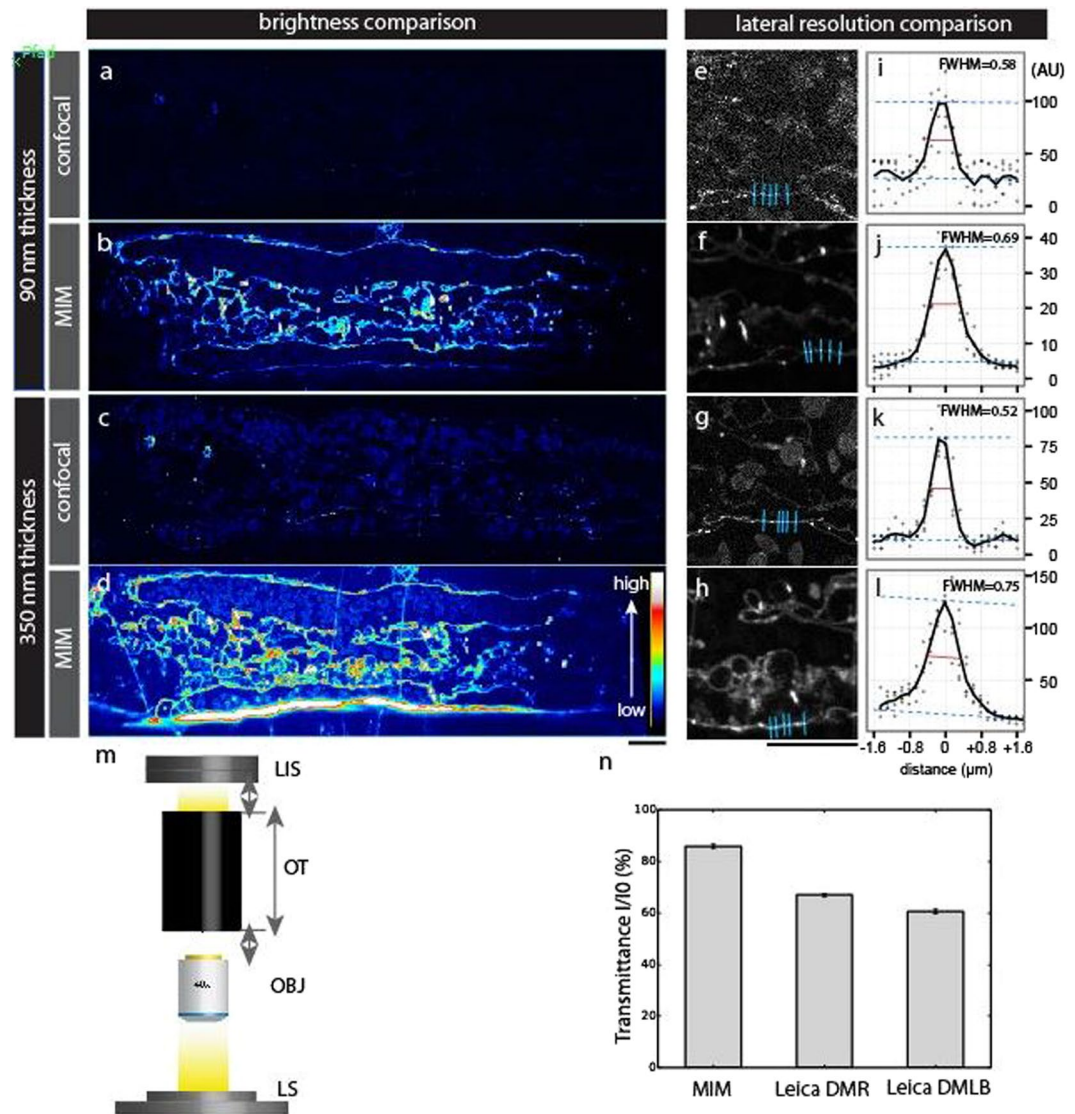 brightness comparison
lateral resolution comparison
Pfad
90 nm thickness
350 nm thickness
confocal
MIM
confocal
MIM
a
b
c
d
high
low
e
f
g
h
i
FWHM=0.58
(AU)
100
50
0
j
FWHM=0.69
40
30
20
10
0
k
FWHM=0.52
100
75
50
25
0
l
FWHM=0.75
150
100
50
-1.6 -0.8 0 +0.8 +1.6
distance (µm)
m
LIS
OT
40x
OBJ
LS
n
Transmittance I/I0 (%)
100
80
60
40
20
0
MIM Leica DMR Leica DMLB